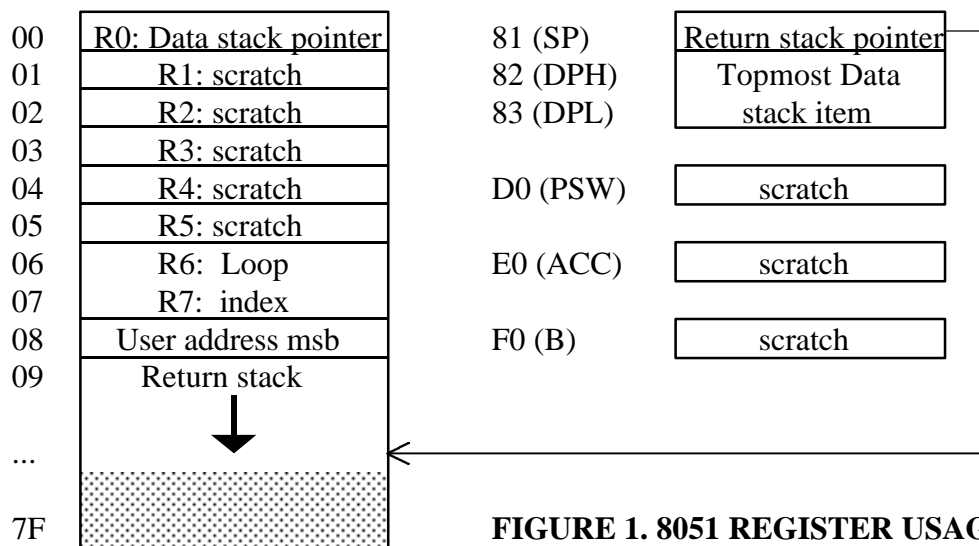 00 R0: Data stack pointer 81 (SP) Return stack pointer
01 R1: scratch 82 (DPH) Topmost Data
02 R2: scratch 83 (DPL) stack item
03 R3: scratch
04 R4: scratch D0 (PSW) scratch
05 R5: scratch
06 R6: Loop E0 (ACC) scratch
07 R7: index
08 User address msb F0 (B) scratch
09 Return stack
...
7F FIGURE 1. 8051 REGISTER USAG